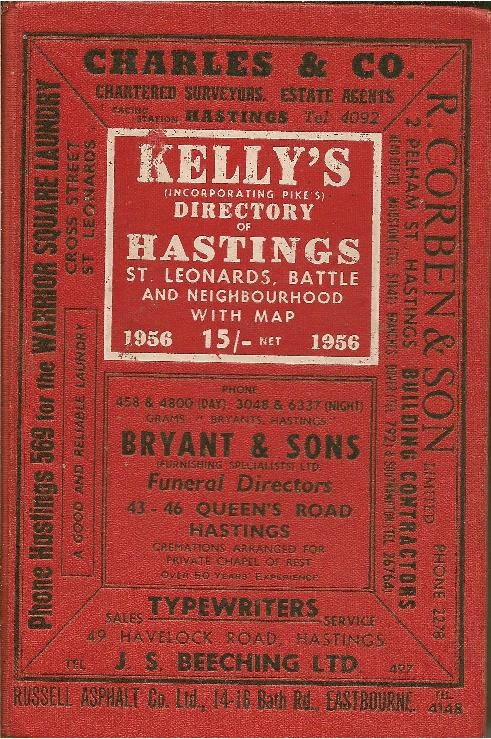 CHARLES & CO.
CHARTERED SURVEYORS, ESTATE AGENTS
FACING STATION HASTINGS Tel 4092
Phone Hastings 569 for the WARRIOR SQUARE LAUNDRY
CROSS STREET
ST LEONARDS
A GOOD AND RELIABLE LAUNDRY
KELLY'S
(INCORPORATING PIKE'S)
DIRECTORY
OF
HASTINGS
ST. LEONARDS, BATTLE
AND NEIGHBOURHOOD
WITH MAP
1956 15/- NET 1956
R. CORBEN & SON LIMITED
2 PELHAM ST HASTINGS BUILDING CONTRACTORS
PHONE 2278
PHONE
458 & 4800 (DAY) 3048 & 6337 (NIGHT)
GRAMS " BRYANTS, HASTINGS "
BRYANT & SONS
(FURNISHING SPECIALISTS) LTD.
Funeral Directors
43 - 46 QUEEN'S ROAD
HASTINGS
CREMATIONS ARRANGED FOR
PRIVATE CHAPEL OF REST
OVER 50 YEARS' EXPERIENCE
TYPEWRITERS
SALES SERVICE
49 HAVELOCK ROAD, HASTINGS
TEL J. S. BEECHING LTD. 497
RUSSELL ASPHALT Co. Ltd., 14-16 Bath Rd., EASTBOURNE. TEL. 4148